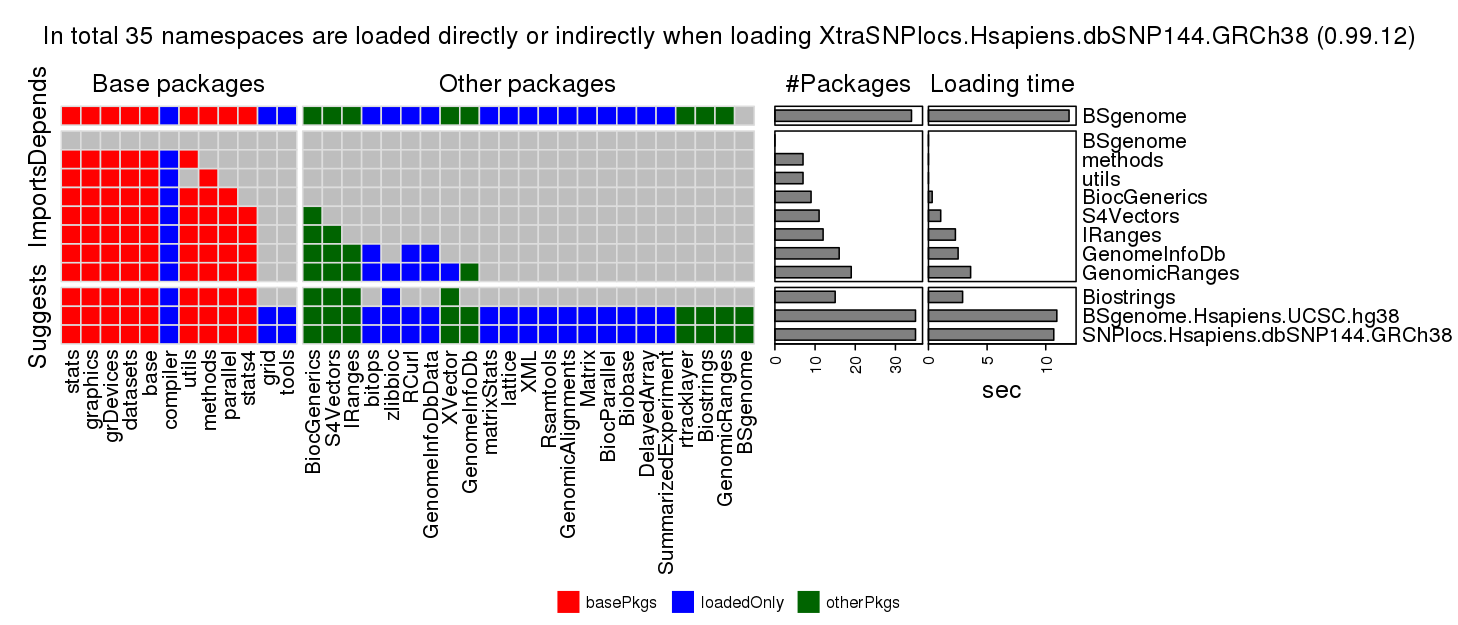 In total 35 namespaces are loaded directly or indirectly when loading XtraSNPlocs.Hsapiens.dbSNP144.GRCh38 (0.99.12)
Base packages
Other packages
#Packages
Loading time
Depends
Imports
Suggests
BSgenome
BSgenome
methods
utils
BiocGenerics
S4Vectors
IRanges
GenomeInfoDb
GenomicRanges
Biostrings
BSgenome.Hsapiens.UCSC.hg38
SNPlocs.Hsapiens.dbSNP144.GRCh38
stats
graphics
grDevices
datasets
base
compiler
utils
methods
parallel
stats4
grid
tools
BiocGenerics
S4Vectors
IRanges
bitops
zlibbioc
RCurl
GenomeInfoDbData
XVector
GenomeInfoDb
matrixStats
lattice
XML
Rsamtools
GenomicAlignments
Matrix
BiocParallel
Biobase
DelayedArray
SummarizedExperiment
rtracklayer
Biostrings
GenomicRanges
BSgenome
0
10
20
30
0
5
10
sec
basePkgs
loadedOnly
otherPkgs